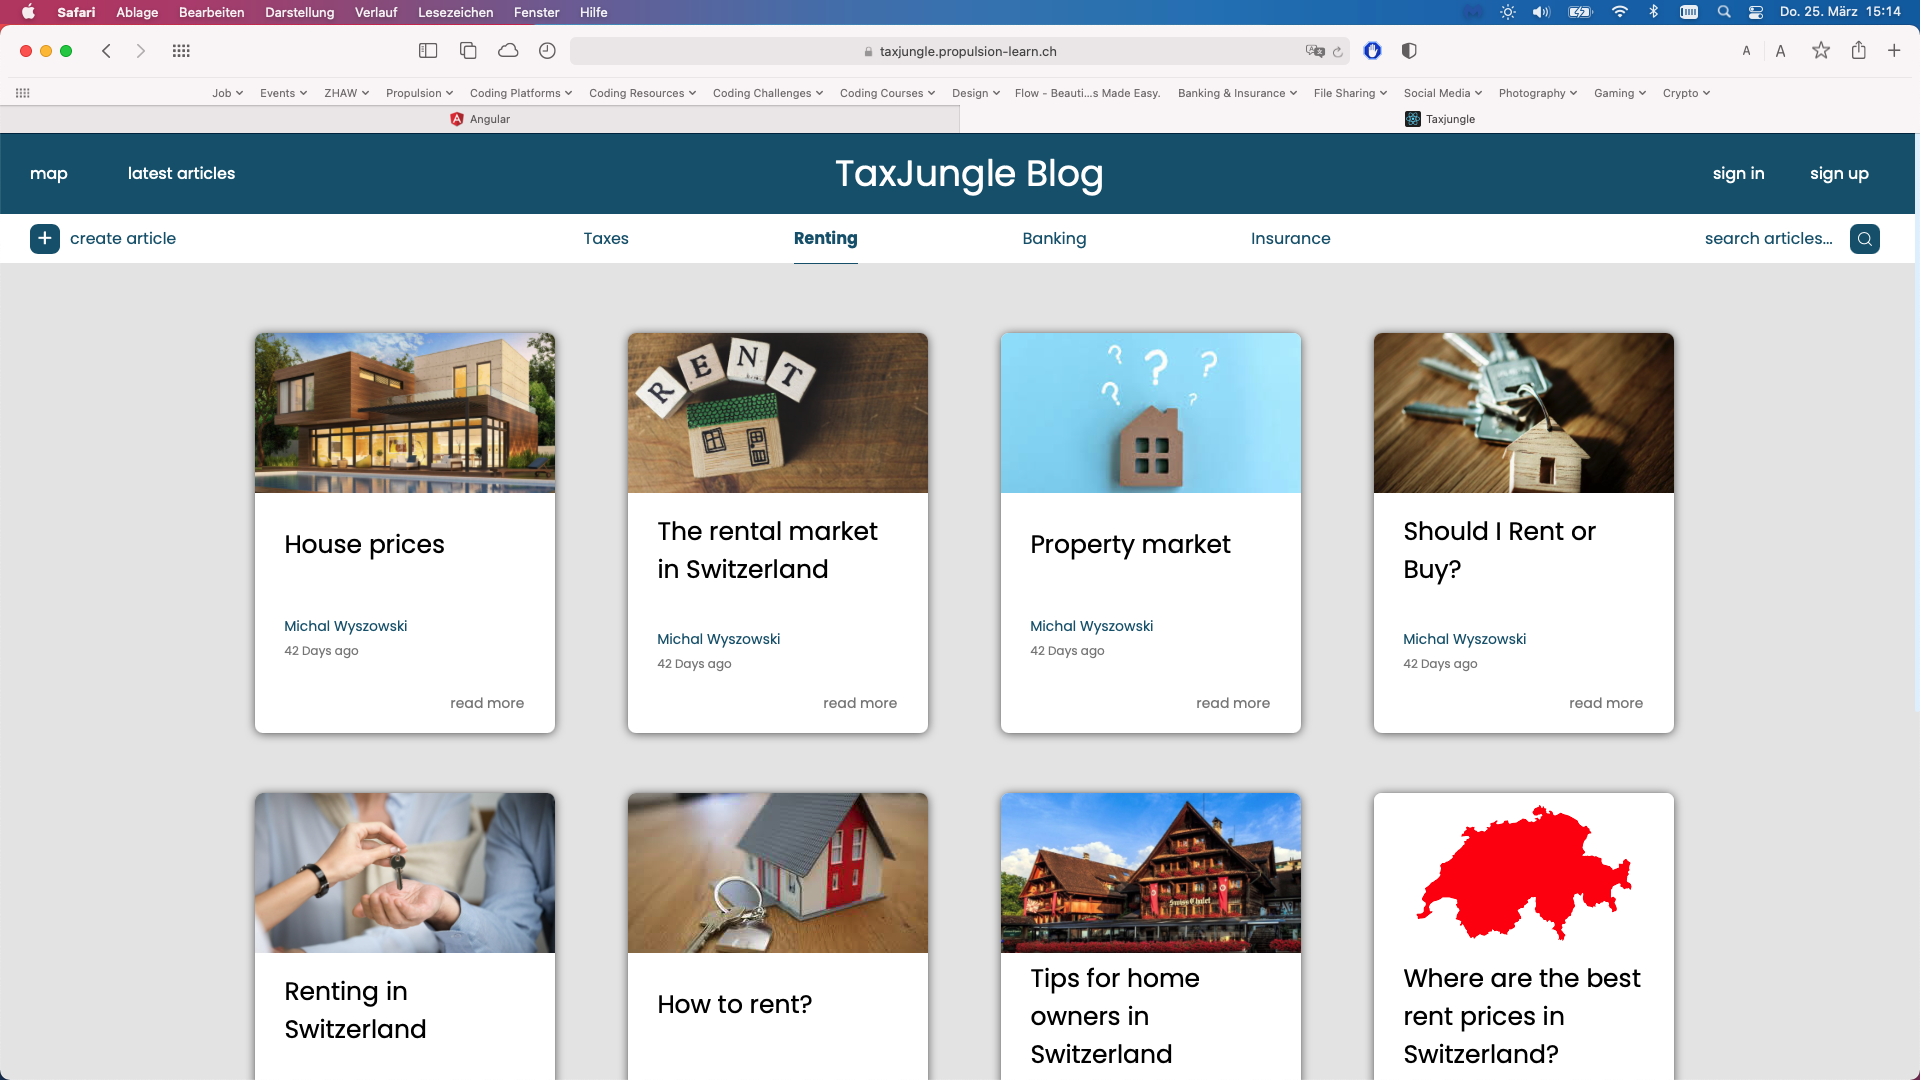 Safari Ablage Bearbeiten Darstellung Verlauf Lesezeichen Fenster Hilfe Do. 25. März 15:14
taxjungle.propulsion-learn.ch A A
Job Events ZHAW Propulsion Coding Platforms Coding Resources Coding Challenges Coding Courses Design Flow - Beauti...s Made Easy. Banking & Insurance File Sharing Social Media Photography Gaming Crypto
Angular Taxjungle
map latest articles TaxJungle Blog sign in sign up
+ create article Taxes Renting Banking Insurance search articles...
RENT
? ? ? ? ?
House prices
Michal Wyszowski
42 Days ago
read more
The rental market
in Switzerland
Michal Wyszowski
42 Days ago
read more
Property market
Michal Wyszowski
42 Days ago
read more
Should I Rent or
Buy?
Michal Wyszowski
42 Days ago
read more
Swiss Chalet
Renting in
Switzerland
How to rent?
Tips for home
owners in
Switzerland
Where are the best
rent prices in
Switzerland?